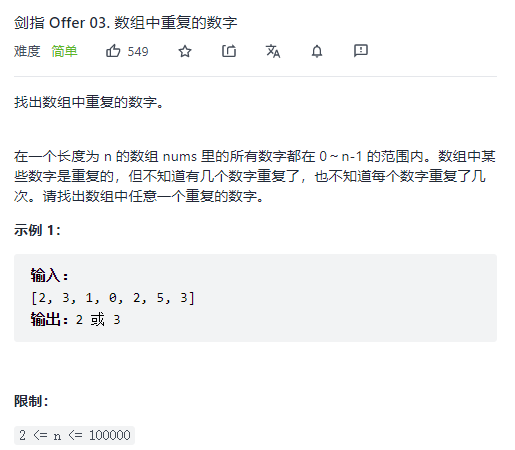 剑指 Offer 03. 数组中重复的数字
难度 简单 549
找出数组中重复的数字。
在一个长度为 n 的数组 nums 里的所有数字都在 0～n-1 的范围内。数组中某
些数字是重复的，但不知道有几个数字重复了，也不知道每个数字重复了几
次。请找出数组中任意一个重复的数字。
示例 1：
输入：
[2, 3, 1, 0, 2, 5, 3]
输出：2 或 3
限制：
2 <= n <= 100000